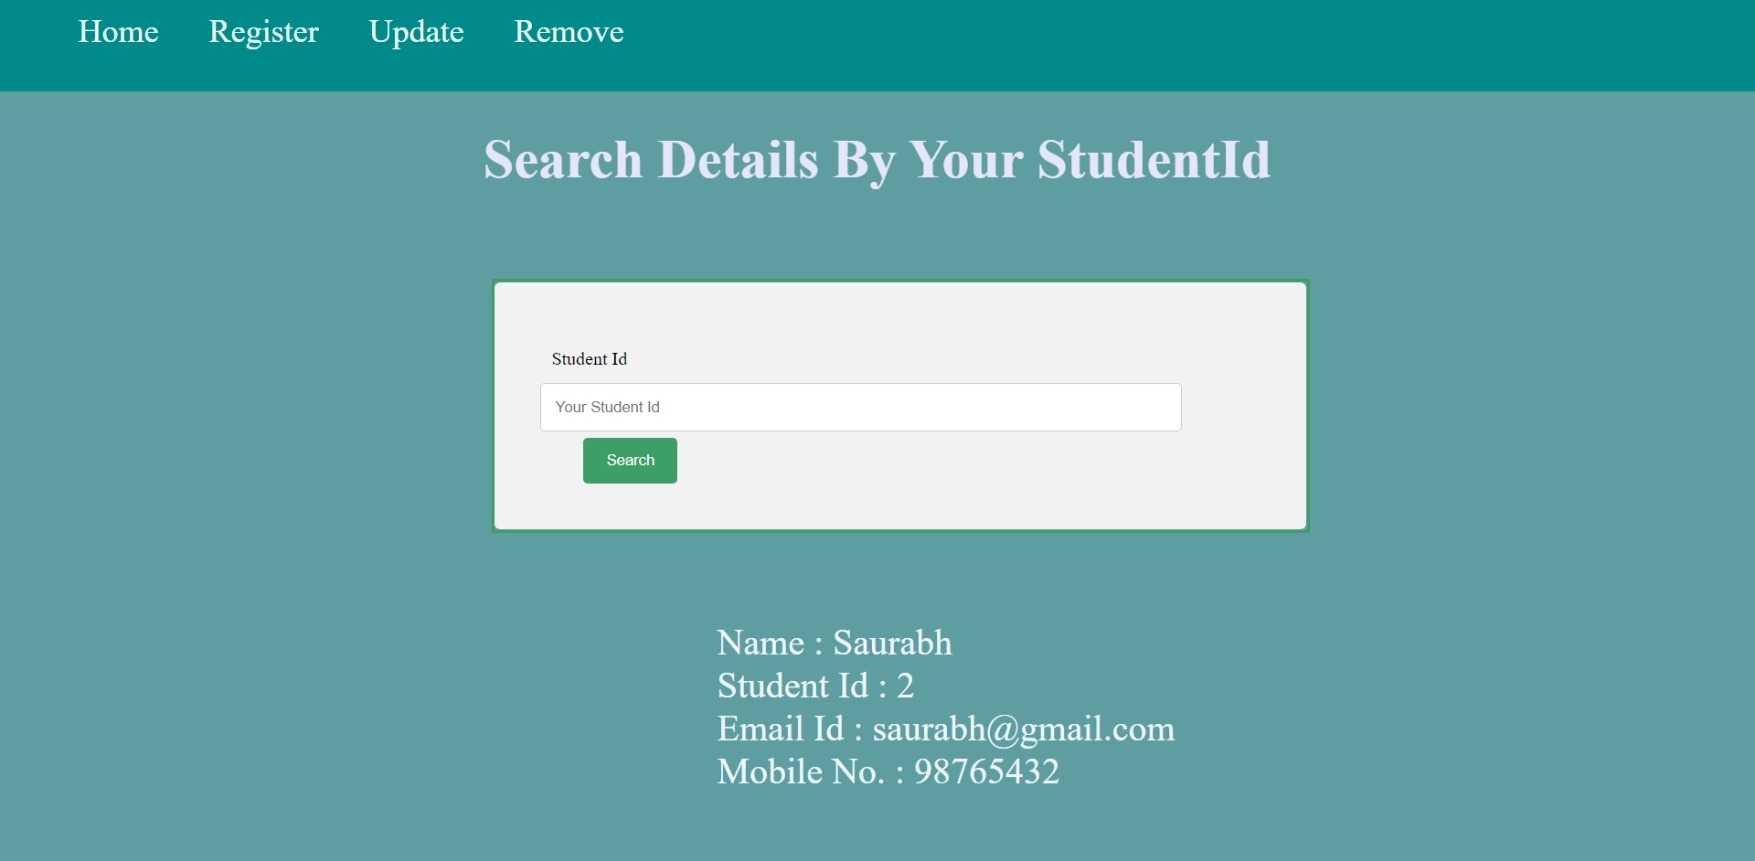 Home Register Update Remove
Search Details By Your StudentId
Student Id
Your Student Id
Search
Name : Saurabh
Student Id : 2
Email Id : saurabh@gmail.com
Mobile No. : 98765432